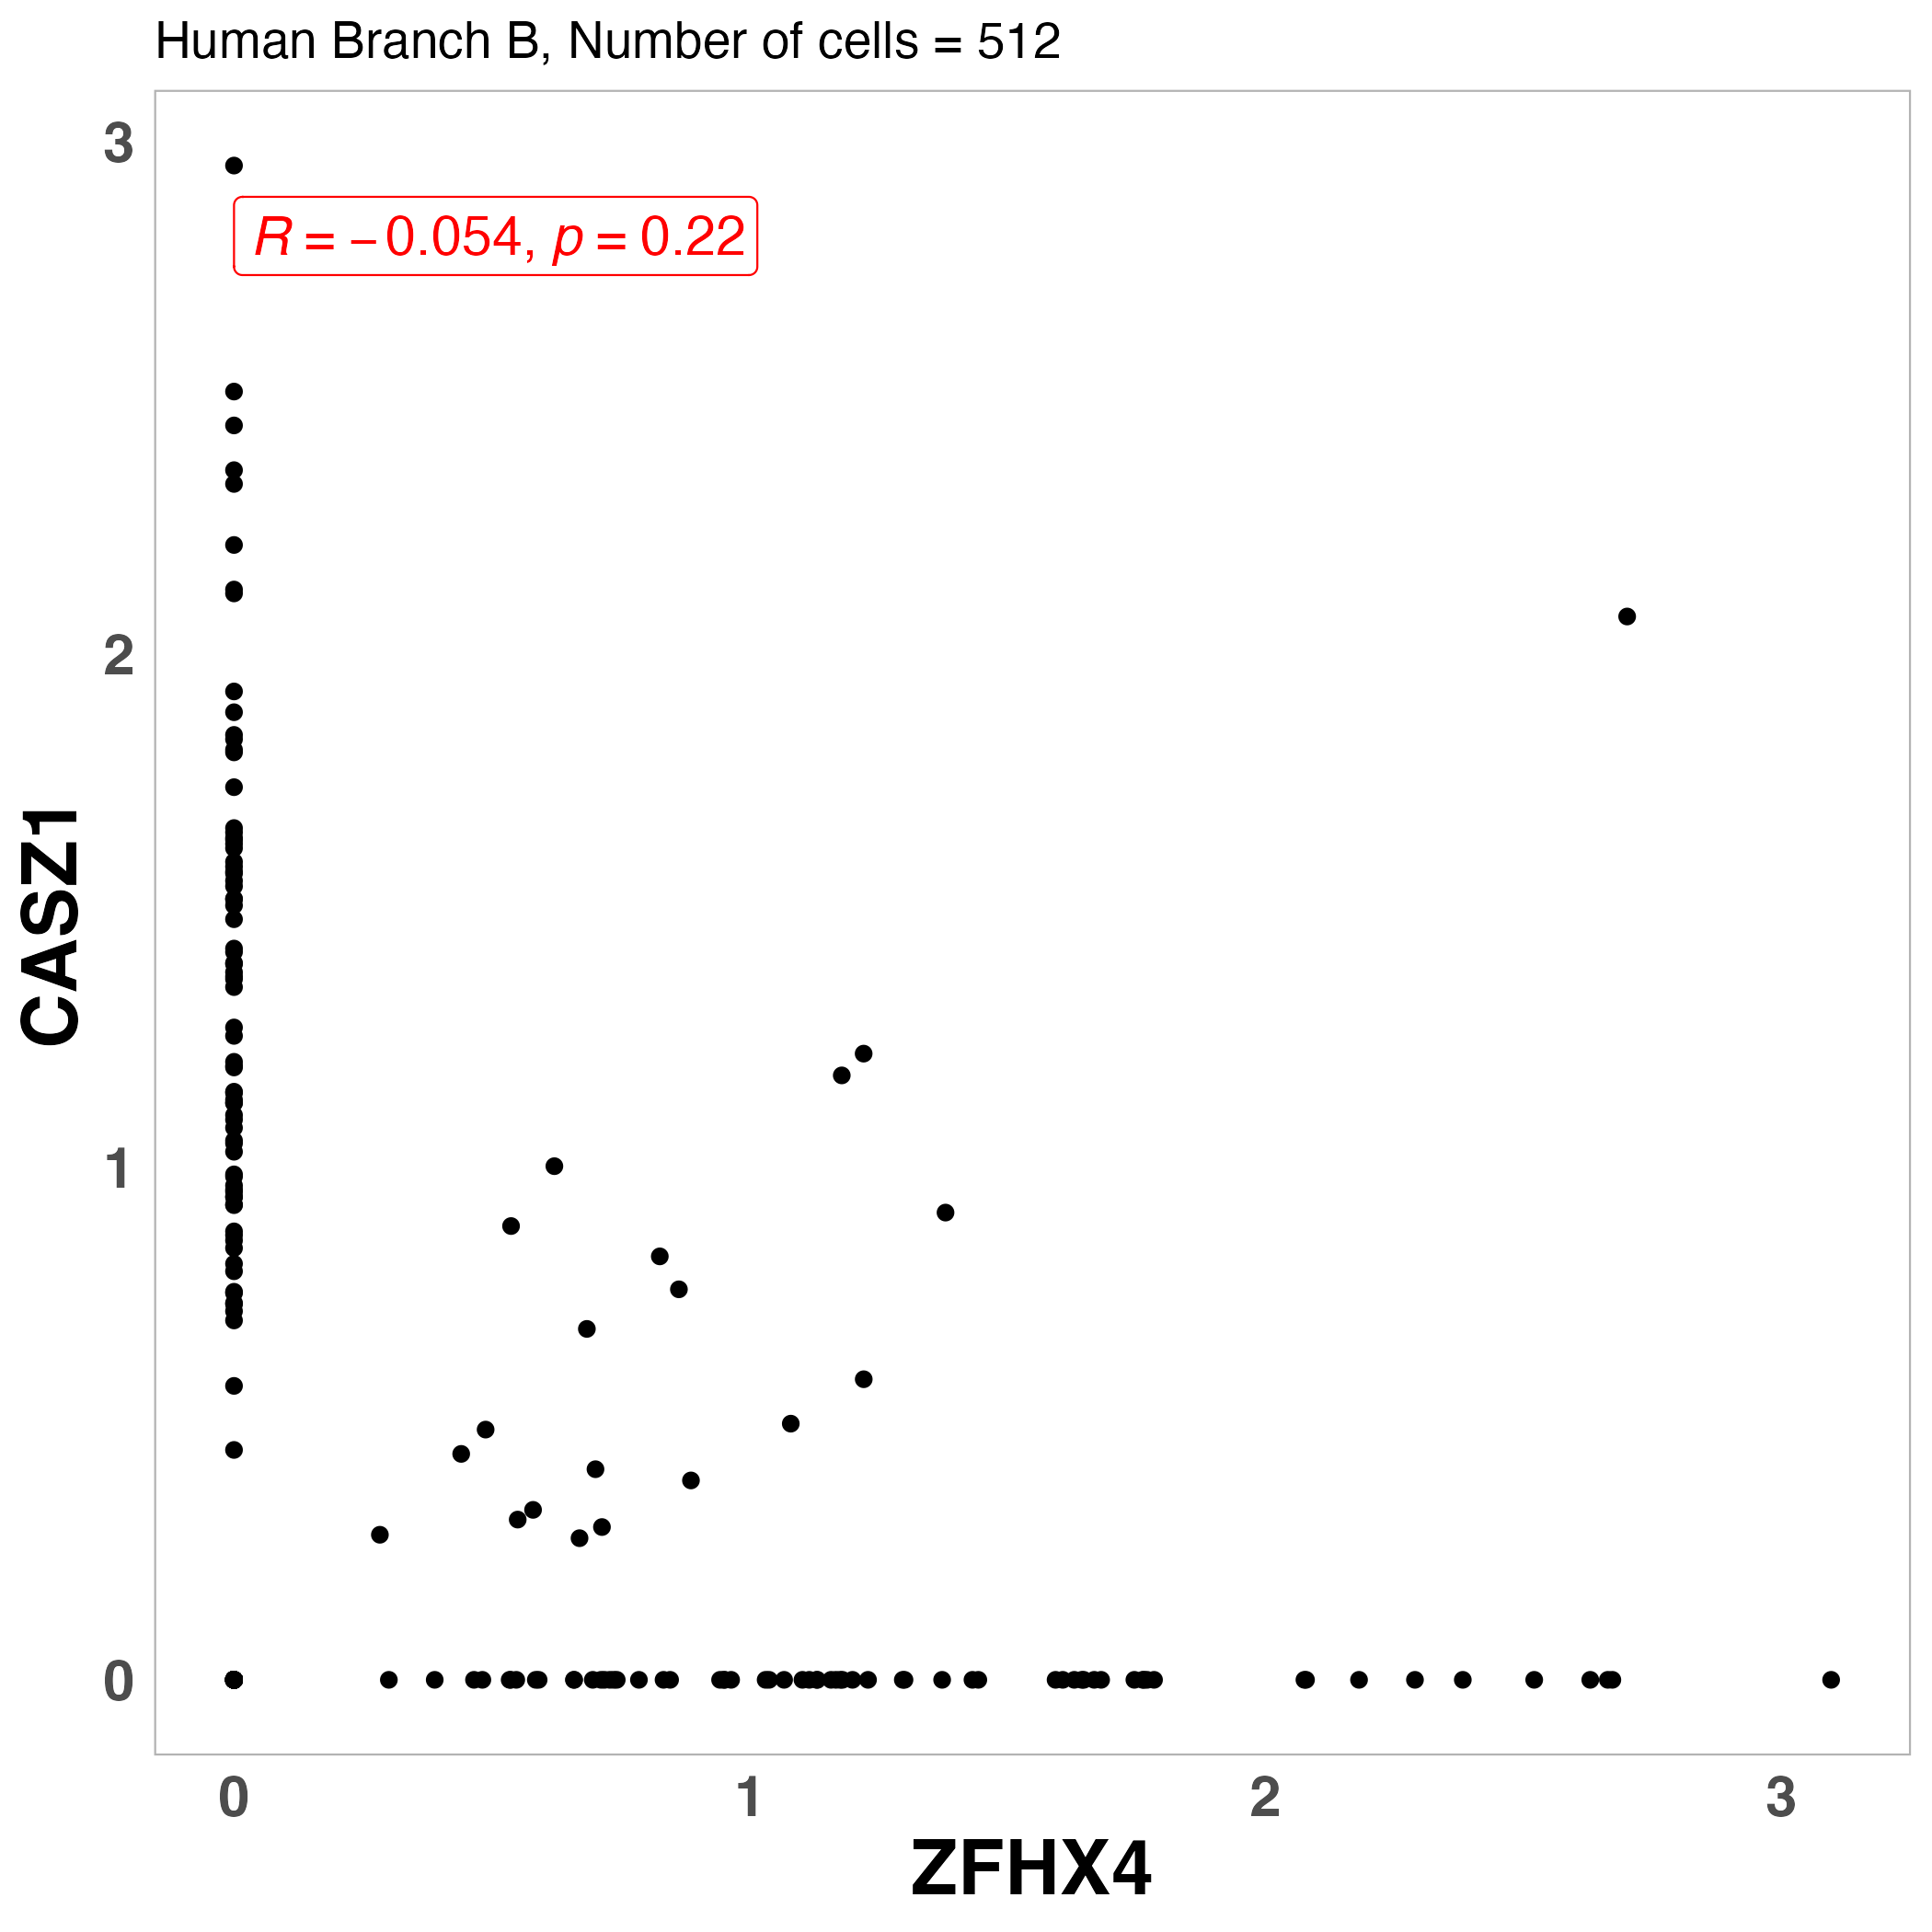 Human Branch B, Number of cells = 512
3
R = −0.054, p = 0.22
2
CASZ1
1
0
0 1 2 3
ZFHX4